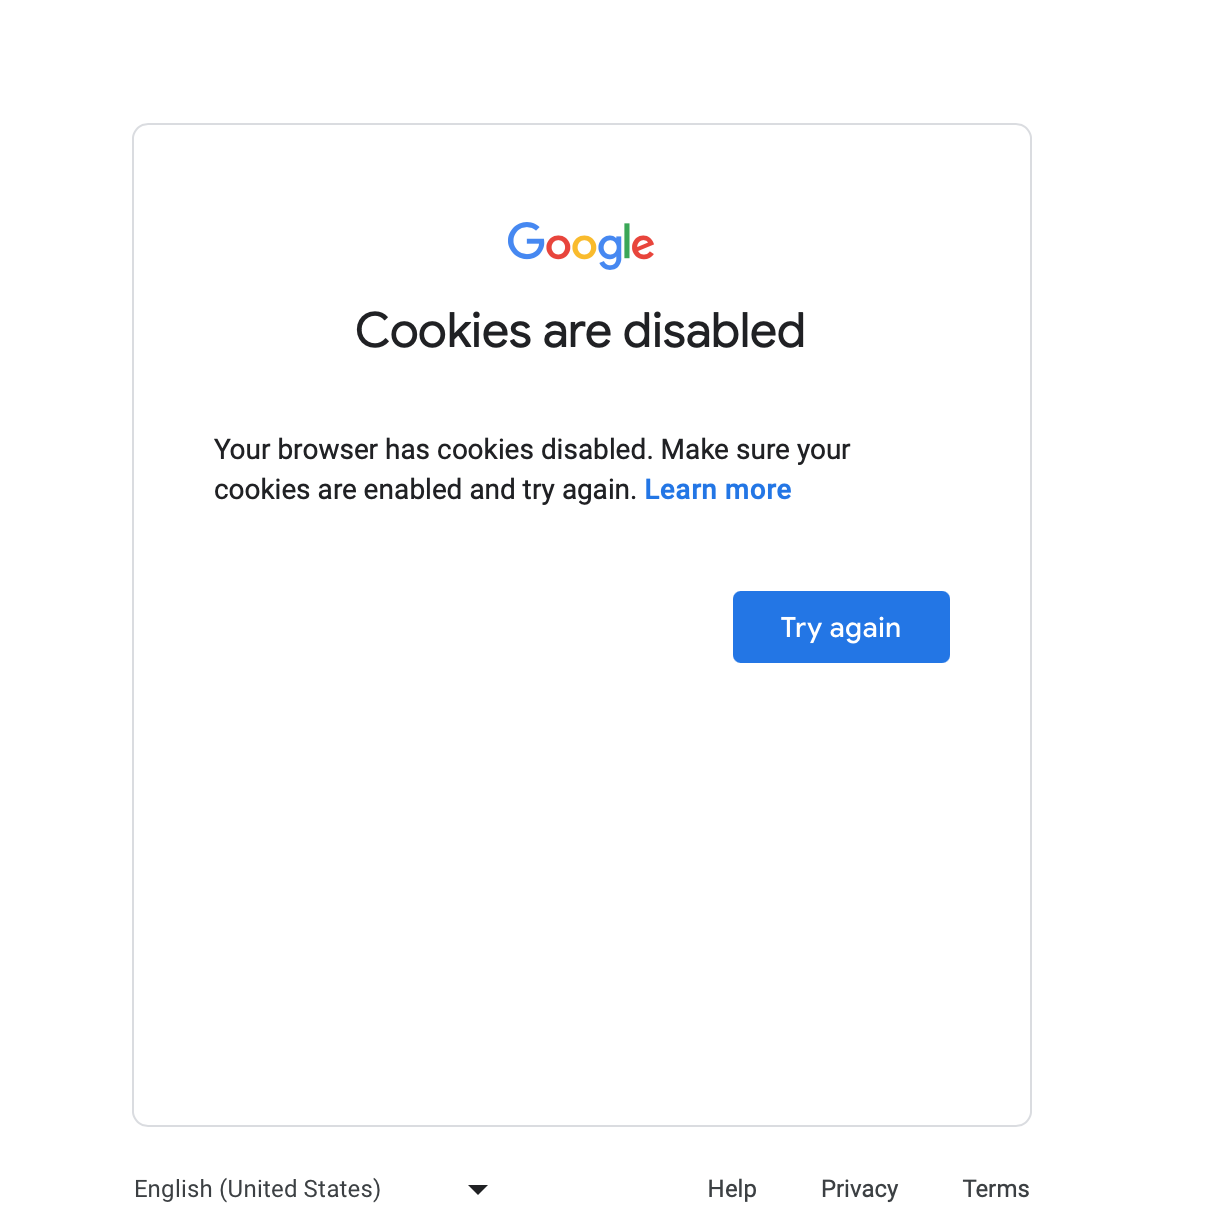 Google
Cookies are disabled
Your browser has cookies disabled. Make sure your
cookies are enabled and try again. Learn more
Try again
English (United States)
Help Privacy Terms